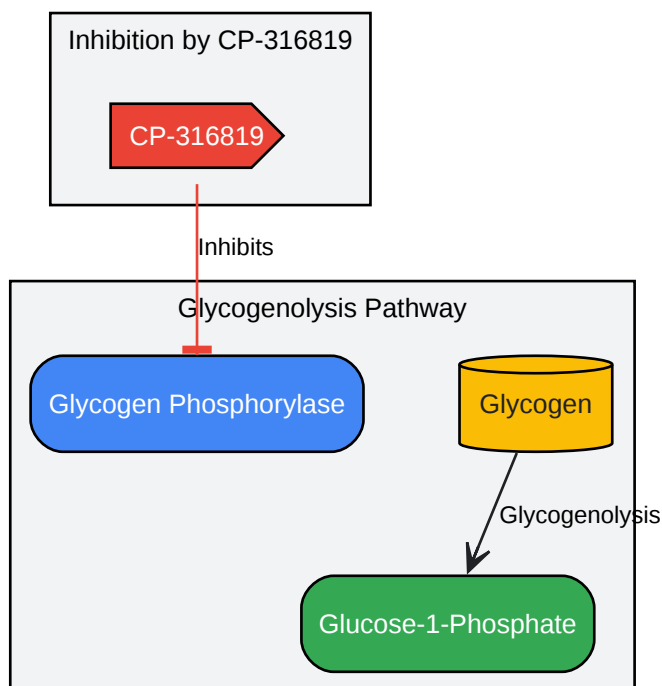 Inhibition by CP-316819
CP-316819
Inhibits
Glycogenolysis Pathway
Glycogen Phosphorylase
Glycogen
Glycogenolysis
Glucose-1-Phosphate